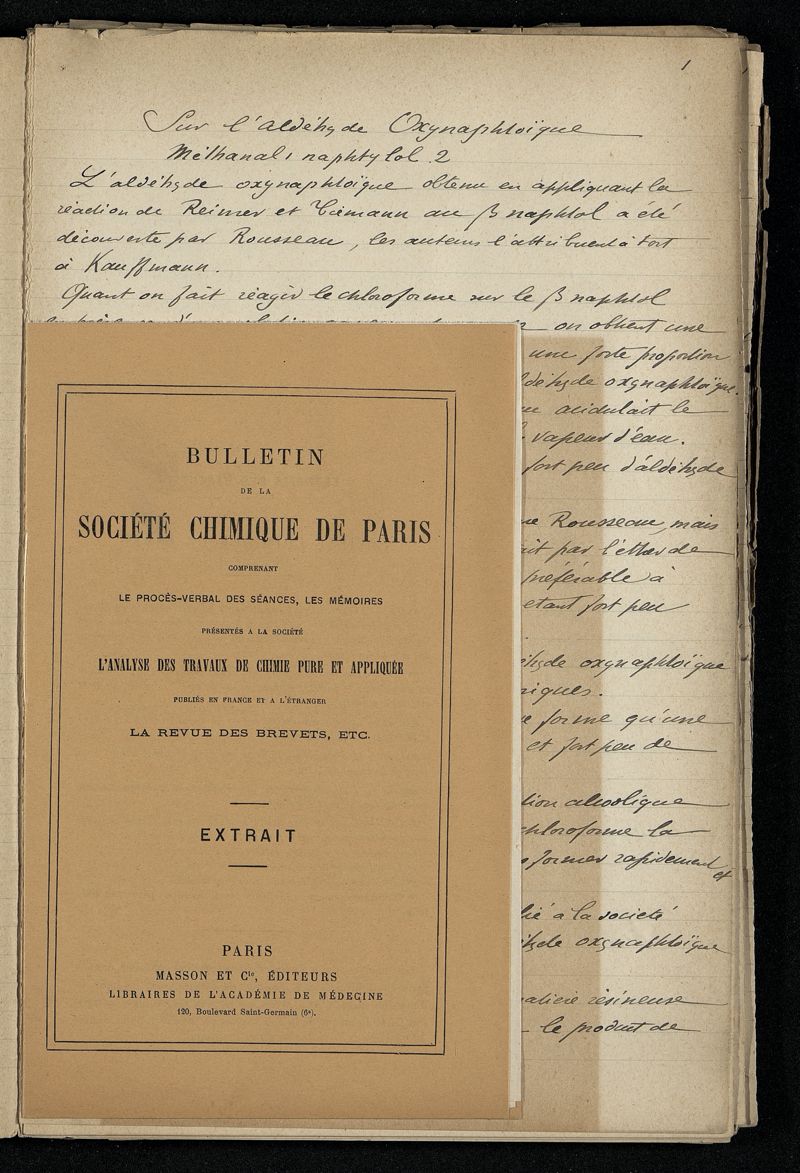 1
Sur l'aldéhyde Oxynaphtoïque
Méthanal 1 naphtylol 2
L'aldéhyde oxynaphtoïque obtenu en appliquant la
réaction de Reimer et Tiemann au β naphtol a été
découverte par Rousseau, les auteurs l'attribuent à tort
à Kauffmann.
Quant on fait réagir le chloroforme sur le β naphtol
on obtient une
une forte proportion
aldéhyde oxynaphtoïque.
acidulait le
vapeur d'eau.
fort peu d'aldéhyde
Rousseau, mais
par l'éther de
préférable à
etant fort peu
oxynaphtoïque
forme qu'une
et fort peu de
alcoolique
chloroforme la
former rapidement et
à la societé
oxynaphtoïque
résineuse
le produit de
BULLETIN
DE LA
SOCIÉTÉ CHIMIQUE DE PARIS
COMPRENANT
LE PROCÈS-VERBAL DES SÉANCES, LES MÉMOIRES
PRÉSENTÉS A LA SOCIÉTÉ
L'ANALYSE DES TRAVAUX DE CHIMIE PURE ET APPLIQUÉE
PUBLIÉS EN FRANCE ET A L'ÉTRANGER
LA REVUE DES BREVETS, ETC.
EXTRAIT
PARIS
MASSON ET Cie, ÉDITEURS
LIBRAIRES DE L'ACADÉMIE DE MÉDECINE
120, Boulevard Saint-Germain (6e).